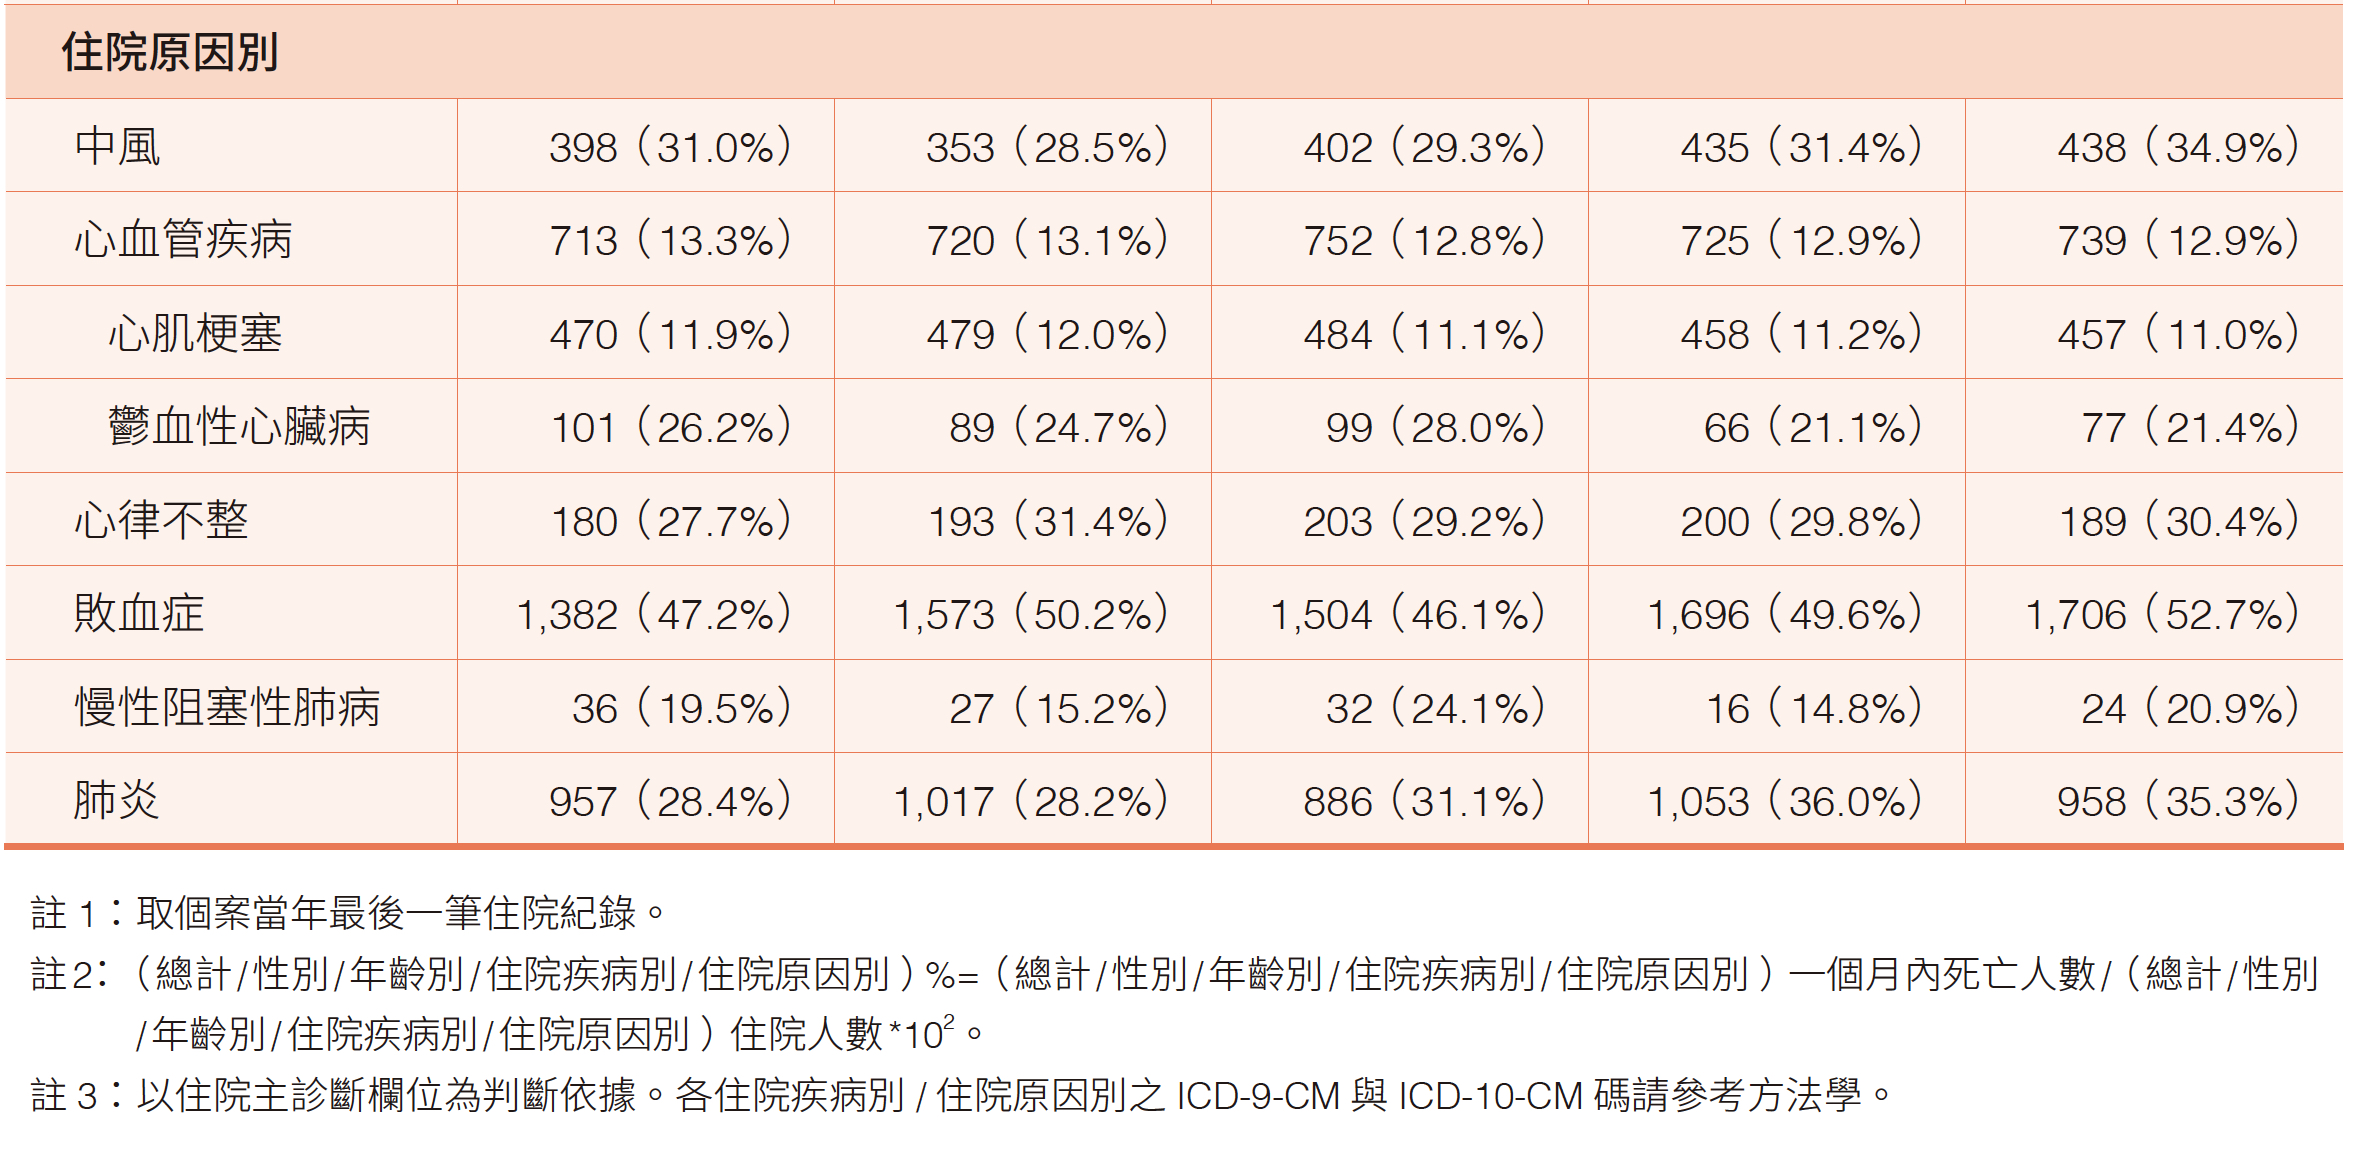 住院原因別
中風 398（31.0%） 353（28.5%） 402（29.3%） 435（31.4%） 438（34.9%）
心血管疾病 713（13.3%） 720（13.1%） 752（12.8%） 725（12.9%） 739（12.9%）
心肌梗塞 470（11.9%） 479（12.0%） 484（11.1%） 458（11.2%） 457（11.0%）
鬱血性心臟病 101（26.2%） 89（24.7%） 99（28.0%） 66（21.1%） 77（21.4%）
心律不整 180（27.7%） 193（31.4%） 203（29.2%） 200（29.8%） 189（30.4%）
敗血症 1,382（47.2%） 1,573（50.2%） 1,504（46.1%） 1,696（49.6%） 1,706（52.7%）
慢性阻塞性肺病 36（19.5%） 27（15.2%） 32（24.1%） 16（14.8%） 24（20.9%）
肺炎 957（28.4%） 1,017（28.2%） 886（31.1%） 1,053（36.0%） 958（35.3%）
註 1：取個案當年最後一筆住院紀錄。
註 2：（總計/性別/年齡別/住院疾病別/住院原因別）%=（總計/性別/年齡別/住院疾病別/住院原因別）一個月內死亡人數/（總計/性別
/年齡別/住院疾病別/住院原因別）住院人數*10²。
註 3：以住院主診斷欄位為判斷依據。各住院疾病別 / 住院原因別之 ICD-9-CM 與 ICD-10-CM 碼請參考方法學。